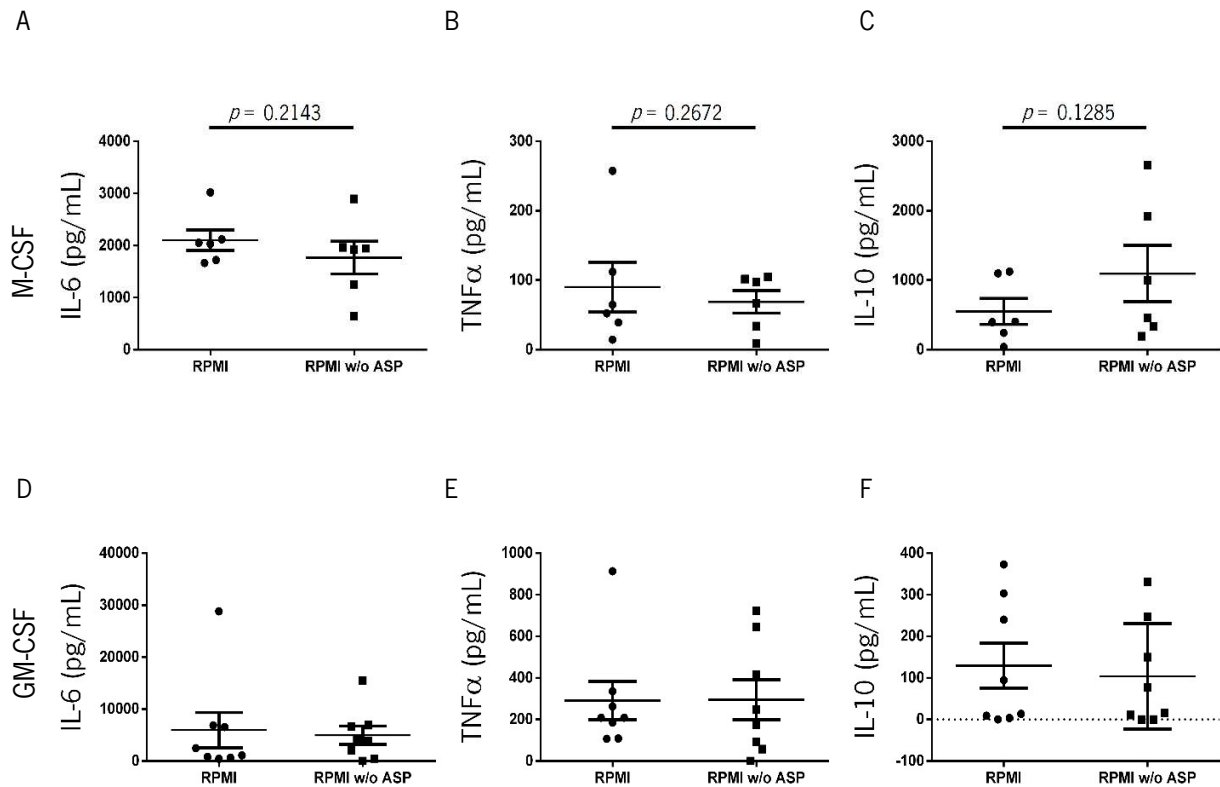 A
B
C
p = 0.2143
p = 0.2672
p = 0.1285
M-CSF
IL-6 (pg/mL)
4000
3000
2000
1000
0
RPMI
RPMI w/o ASP
TNFα (pg/mL)
300
200
100
0
RPMI
RPMI w/o ASP
IL-10 (pg/mL)
3000
2000
1000
0
RPMI
RPMI w/o ASP
D
E
F
GM-CSF
IL-6 (pg/mL)
40000
30000
20000
10000
0
RPMI
RPMI w/o ASP
TNFα (pg/mL)
1000
800
600
400
200
0
RPMI
RPMI w/o ASP
IL-10 (pg/mL)
400
300
200
100
0
-100
RPMI
RPMI w/o ASP